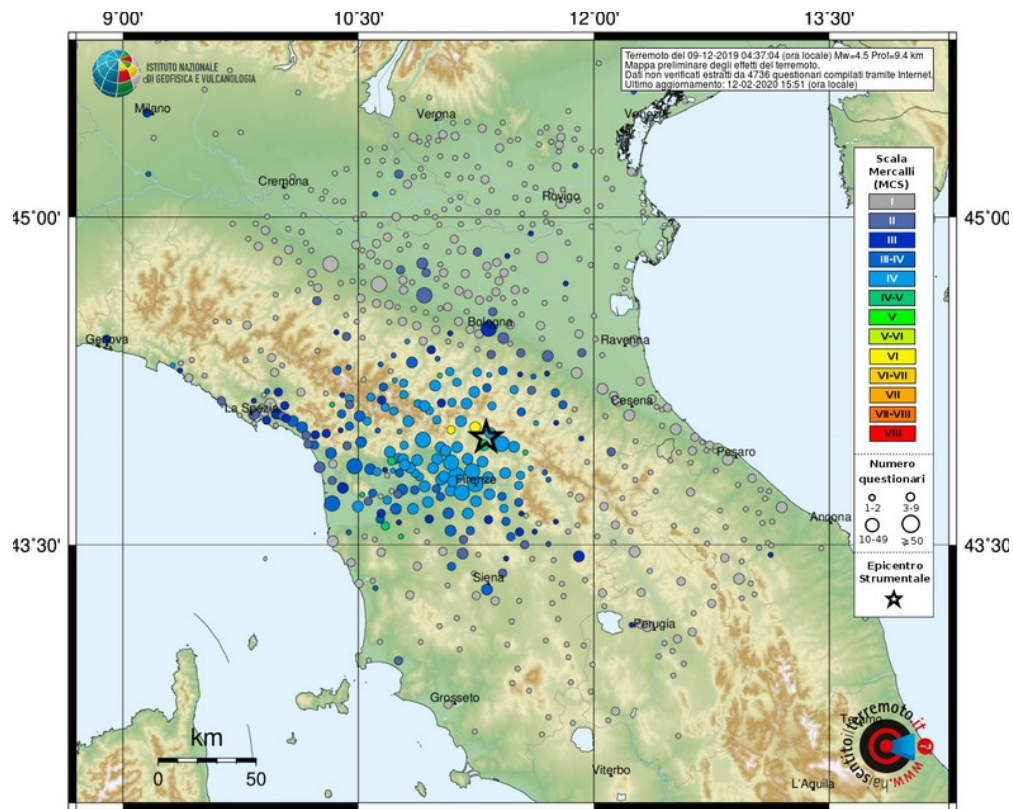 9°00'
10°30'
12°00'
13°30'
ISTITUTO NAZIONALE
DI GEOFISICA E VULCANOLOGIA
Terremoto del 09-12-2019 04:37:04 (ora locale) Mw=4.5 Prof=9.4 km
Mappa preliminare degli effetti del terremoto.
Dati non verificati estratti da 4736 questionari compilati tramite Internet.
Ultimo aggiornamento: 12-02-2020 15:51 (ora locale)
Milano
Verona
Venezia
Scala
Mercalli
(MCS)
I
II
III
III-IV
IV
IV-V
V
V-VI
VI
VI-VII
VII
VII-VIII
VIII
Cremona
Rovigo
45°00'
45°00'
Bologna
Genova
Ravenna
La Spezia
Cesena
Pesaro
Firenze
Numero
questionari
1-2
3-9
10-49
⩾50
Ancona
43°30'
43°30'
Epicentro
Strumentale
Siena
Perugia
Grosseto
Teramo
km
0
50
Viterbo
L'Aquila
www.haisentitoilterremoto.it
?